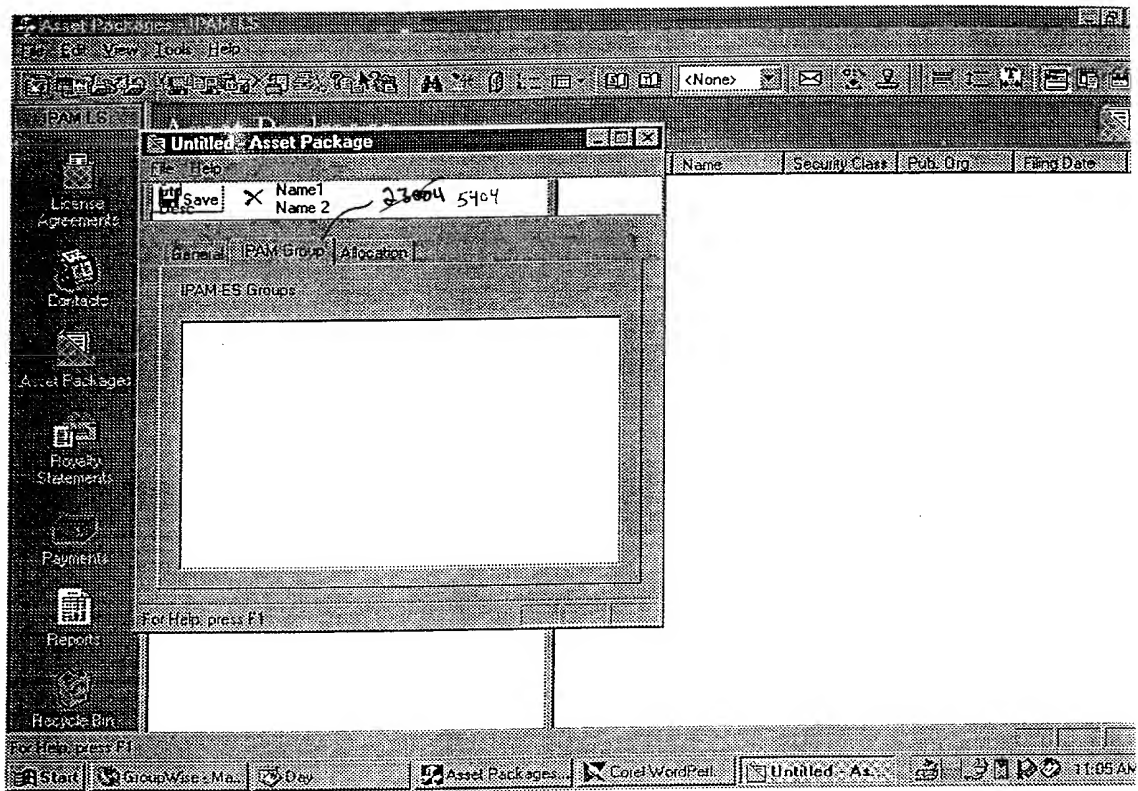 Asset Packages - IPAM-ES
File Edit View Tools Help
<None>
IPAM-ES
Untitled - Asset Package
Name Security Class Pub. Org Filing Date
File Help
Save Name1
Desc Name 2
5404
License
Agreements
General IPAM Group Allocation
IPAM-ES Groups
Contacts
Asset Packages
Royalty
Statements
Payments
Reports
For Help, press F1
Recycle Bin
For Help, press F1
Start GroupWise - Ma... Day Asset Packages... Corel WordPerf... Untitled - As... 11:05 AM